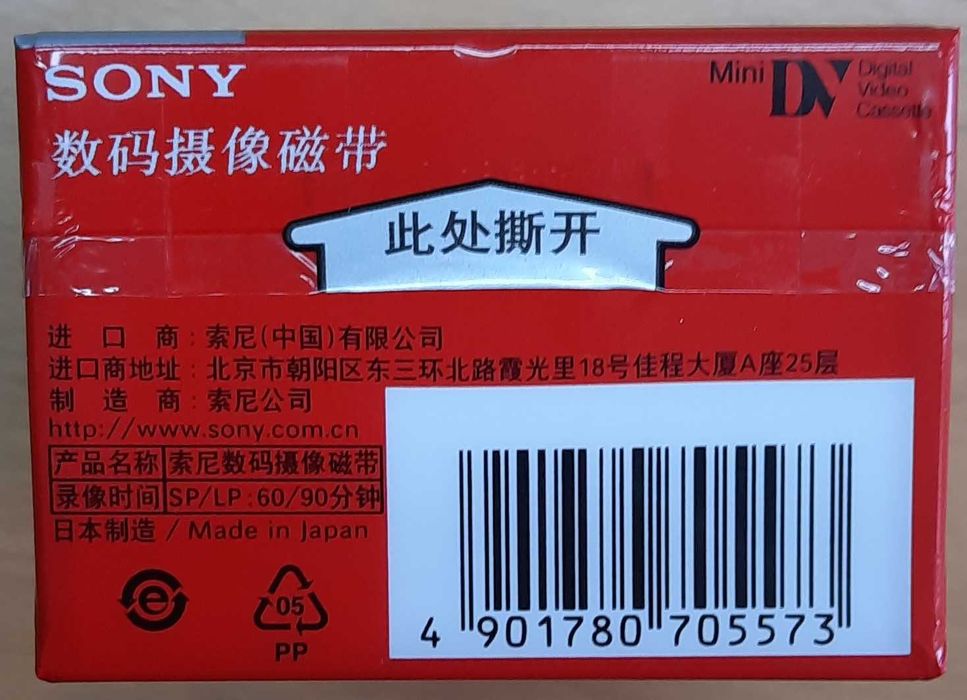 SONY
Mini DV Digital Video Cassette
数码摄像磁带
此处撕开
进口商:索尼(中国)有限公司
进口商地址:北京市朝阳区东三环北路霞光里18号佳程大厦A座25层
制造商:索尼公司
http://www.sony.com.cn
产品名称 索尼数码摄像磁带
录像时间 SP/LP:60/90分钟
日本制造 / Made in Japan
e
05
PP
4 901780 705573